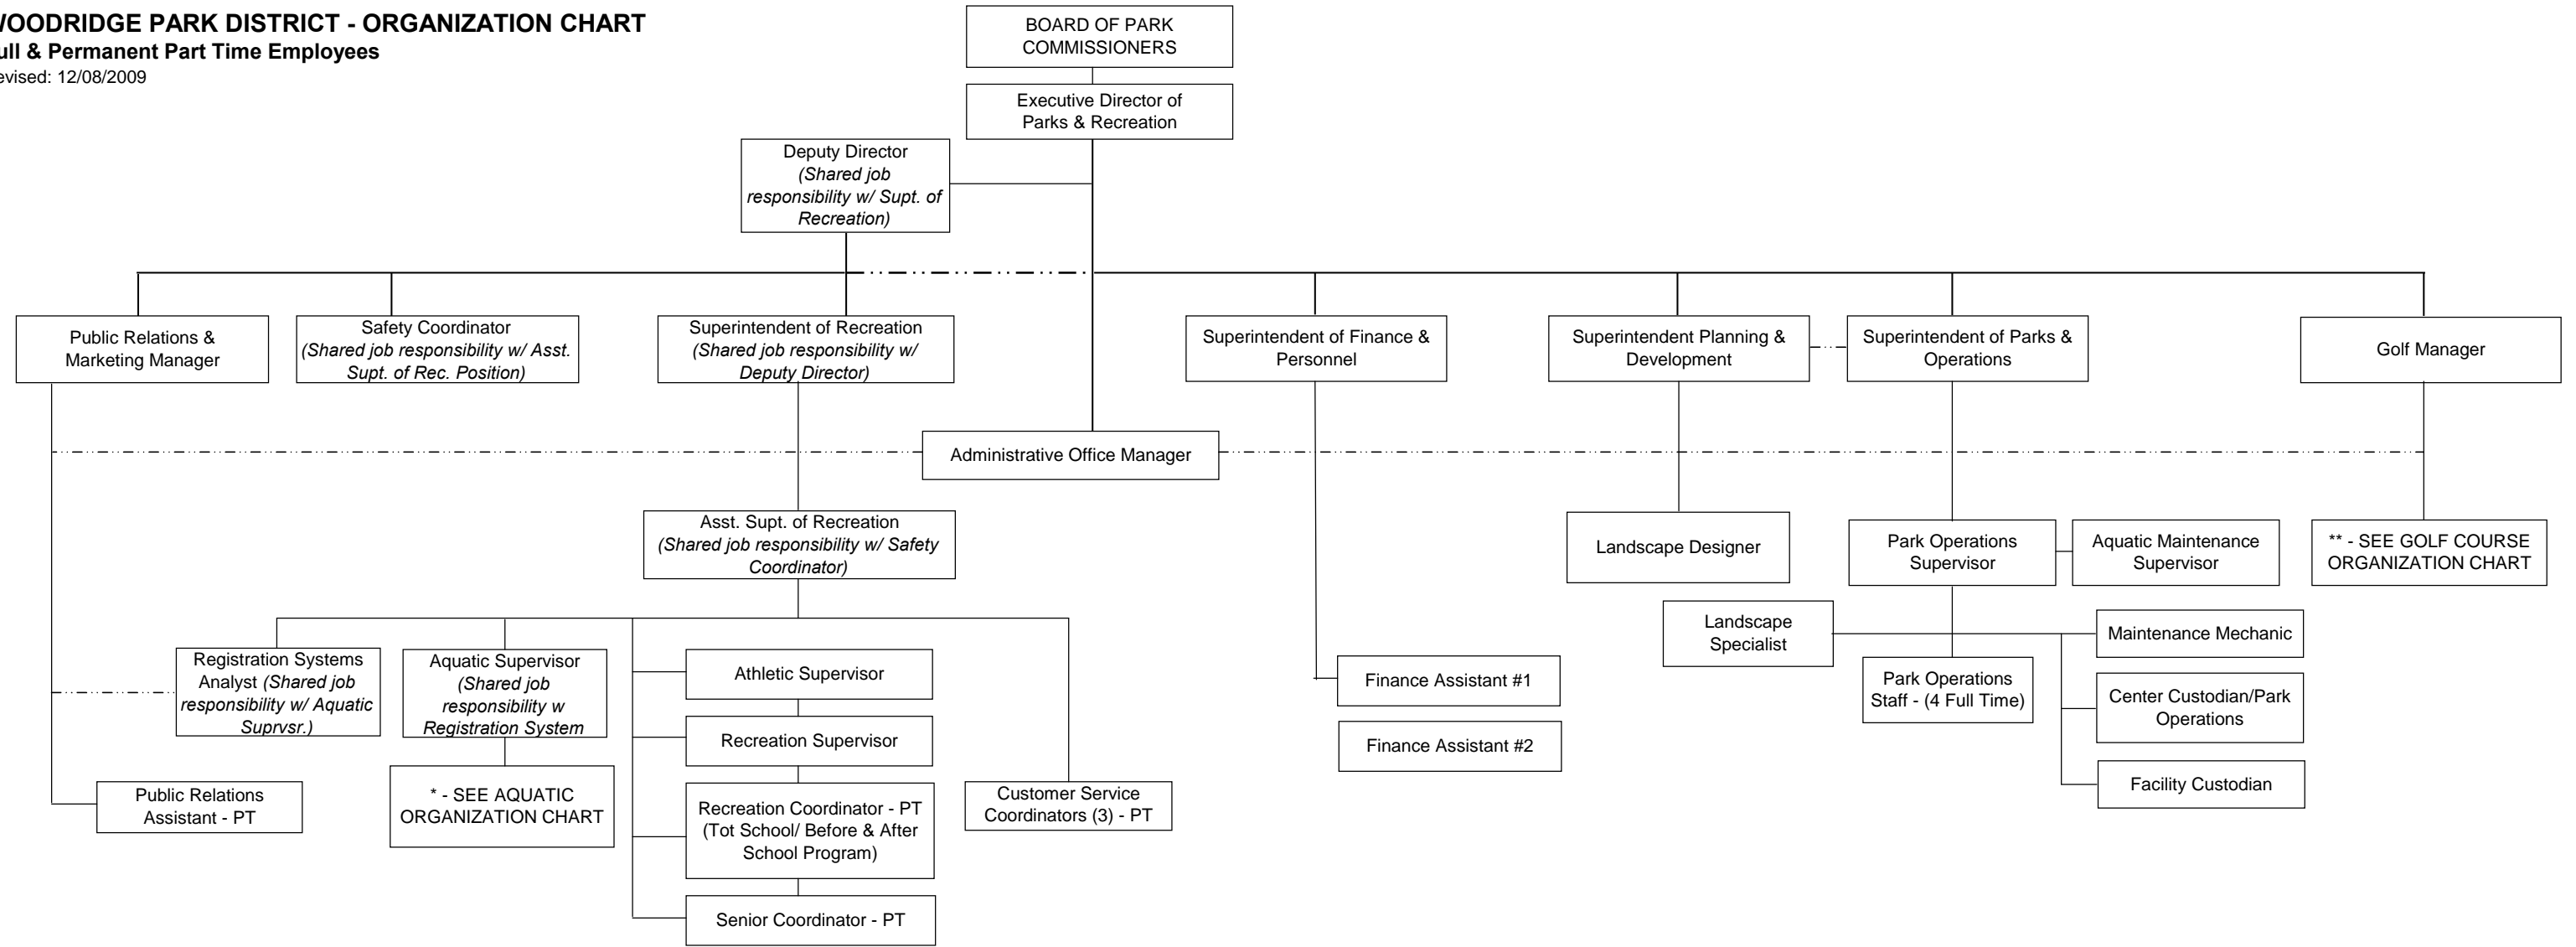 WOODRIDGE PARK DISTRICT - ORGANIZATION CHART
ull & Permanent Part Time Employees
evised: 12/08/2009
BOARD OF PARK
COMMISSIONERS
Executive Director of
Parks & Recreation
Deputy Director
(Shared job
responsibility w/ Supt. of
Recreation)
Public Relations &
Marketing Manager
Safety Coordinator
(Shared job responsibility w/ Asst.
Supt. of Rec. Position)
Superintendent of Recreation
(Shared job responsibility w/
Deputy Director)
Superintendent of Finance &
Personnel
Superintendent Planning &
Development
Superintendent of Parks &
Operations
Golf Manager
Administrative Office Manager
Asst. Supt. of Recreation
(Shared job responsibility w/ Safety
Coordinator)
Landscape Designer
Park Operations
Supervisor
Aquatic Maintenance
Supervisor
** - SEE GOLF COURSE
ORGANIZATION CHART
Landscape
Specialist
Maintenance Mechanic
Registration Systems
Analyst (Shared job
responsibility w/ Aquatic
Suprvsr.)
Aquatic Supervisor
(Shared job
responsibility w
Registration System
Athletic Supervisor
Finance Assistant #1
Park Operations
Staff - (4 Full Time)
Center Custodian/Park
Operations
Recreation Supervisor
Finance Assistant #2
Facility Custodian
Public Relations
Assistant - PT
* - SEE AQUATIC
ORGANIZATION CHART
Recreation Coordinator - PT
(Tot School/ Before & After
School Program)
Customer Service
Coordinators (3) - PT
Senior Coordinator - PT